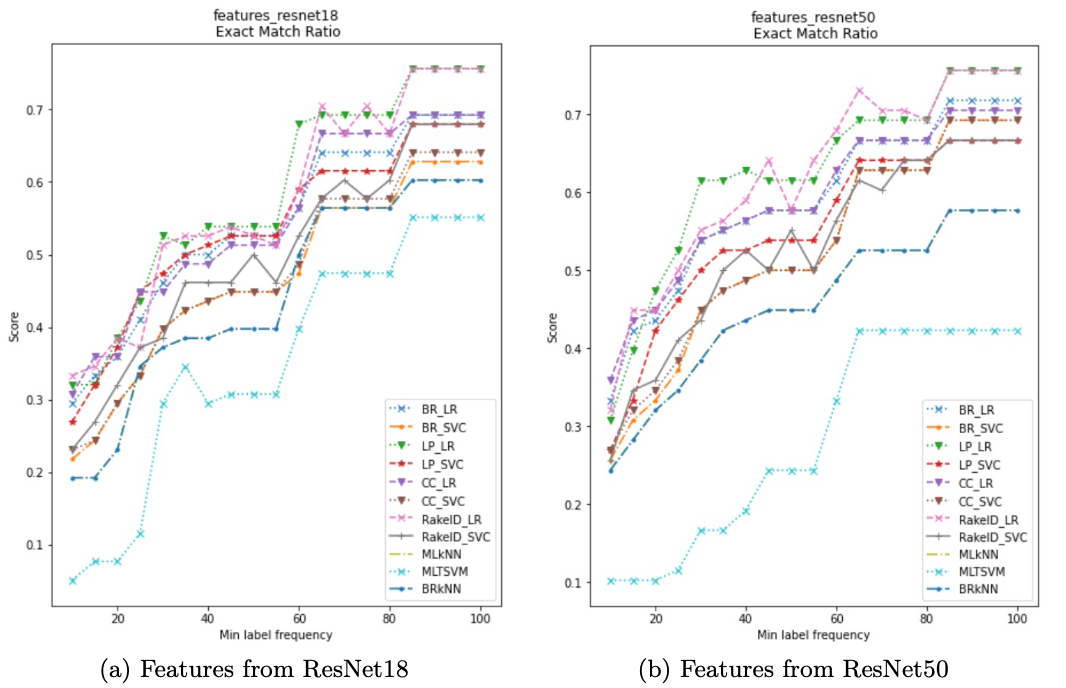 features_resnet18
Exact Match Ratio
Score
0.7
0.6
0.5
0.4
0.3
0.2
0.1
20
40
60
80
100
Min label frequency
BR_LR
BR_SVC
LP_LR
LP_SVC
CC_LR
CC_SVC
RakelD_LR
RakelD_SVC
MLkNN
MLTSVM
BRkNN
(a) Features from ResNet18
features_resnet50
Exact Match Ratio
Score
0.7
0.6
0.5
0.4
0.3
0.2
0.1
20
40
60
80
100
Min label frequency
BR_LR
BR_SVC
LP_LR
LP_SVC
CC_LR
CC_SVC
RakelD_LR
RakelD_SVC
MLkNN
MLTSVM
BRkNN
(b) Features from ResNet50